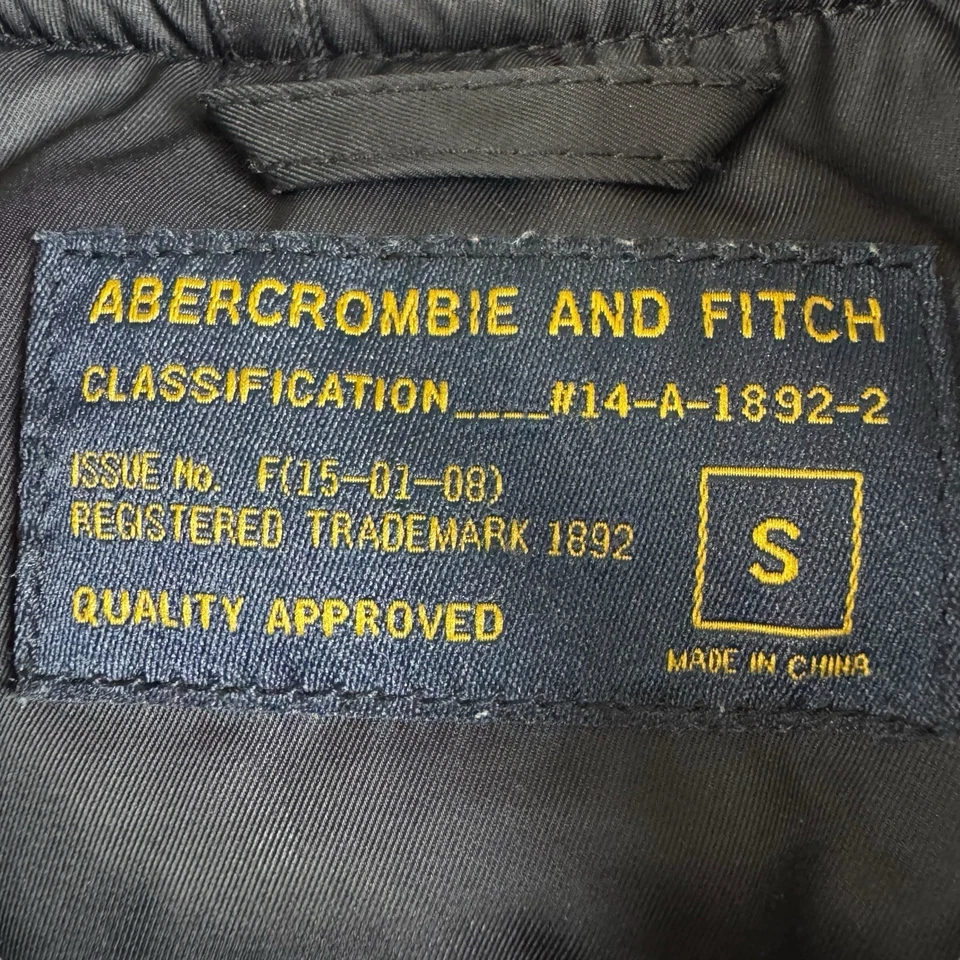 ABERCROMBIE AND FITCH
CLASSIFICATION____#14-A-1892-2
ISSUE No. F(15-01-08)
REGISTERED TRADEMARK 1892
S
QUALITY APPROVED
MADE IN CHINA